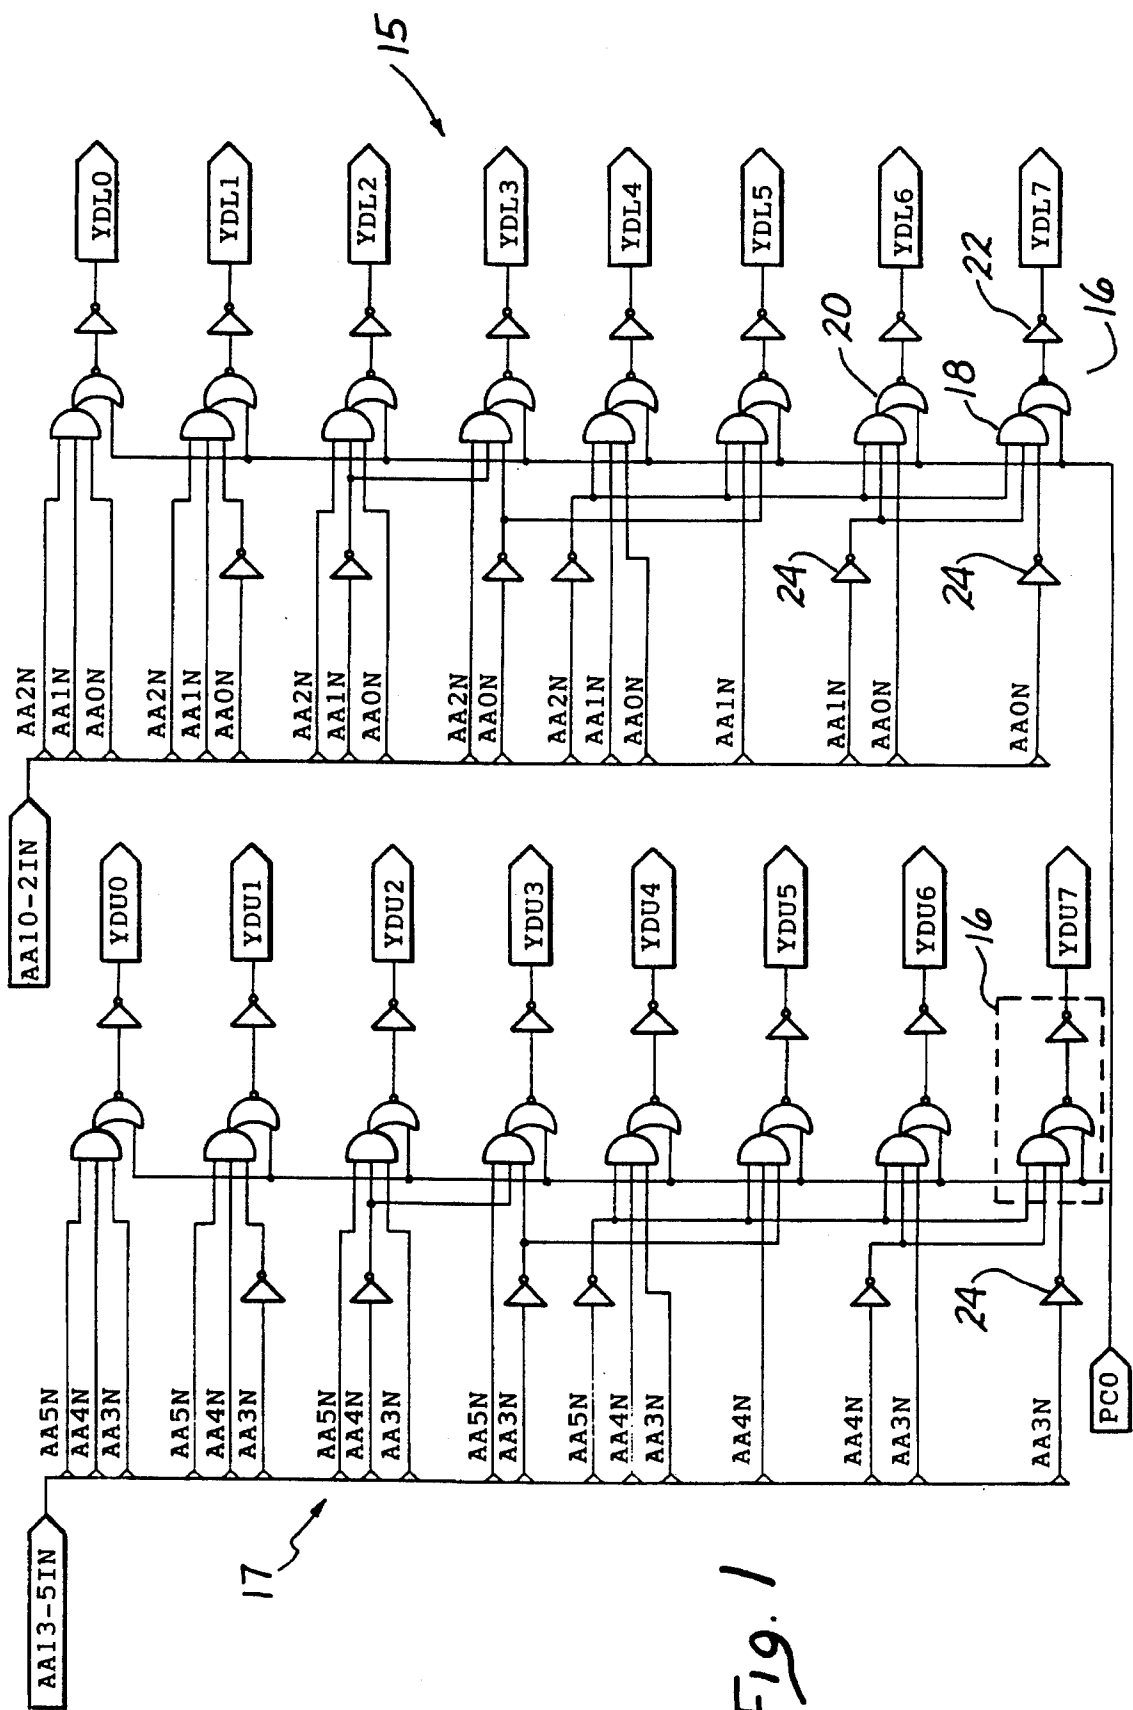 AA13-5IN
17
AA5N
AA4N
AA3N
YDU0
AA5N
AA4N
AA3N
YDU1
AA5N
AA4N
AA3N
YDU2
AA5N
AA3N
YDU3
AA5N
AA4N
AA3N
YDU4
AA4N
YDU5
AA4N
AA3N
YDU6
16
AA3N
24
YDU7
PC0
AA10-2IN
15
AA2N
AA1N
AA0N
YDL0
AA2N
AA1N
AA0N
YDL1
AA2N
AA1N
AA0N
YDL2
AA2N
AA0N
YDL3
AA2N
AA1N
AA0N
YDL4
AA1N
YDL5
AA1N
AA0N
24
20
YDL6
AA0N
24
18
22
YDL7
16
Fig. 1